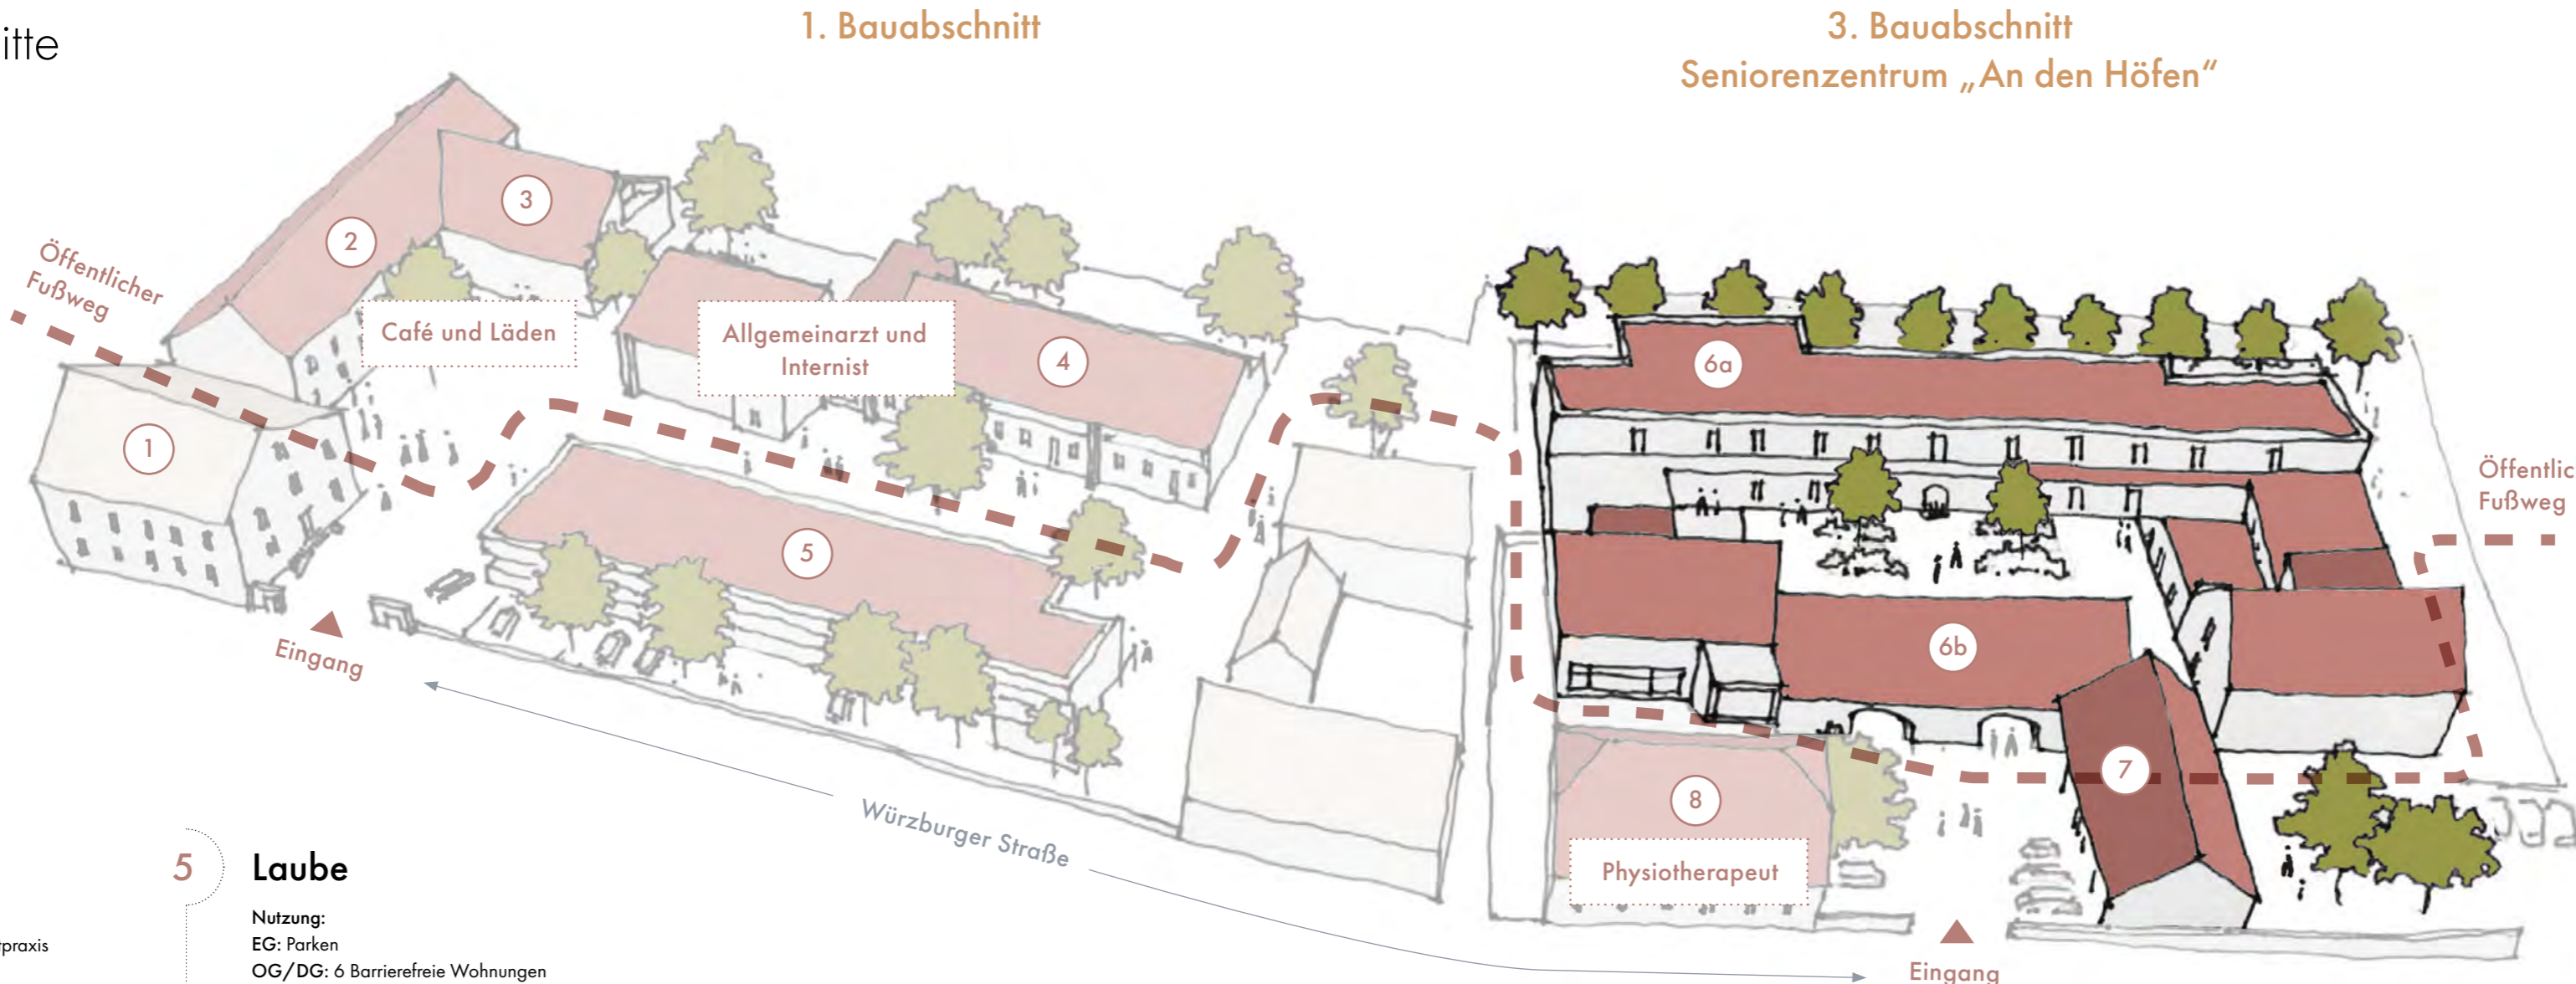 itte
1. Bauabschnitt
3. Bauabschnitt
Seniorenzentrum „An den Höfen“
Öffentlicher
Fußweg
1
2
3
Café und Läden
Allgemeinarzt und
Internist
4
5
Eingang
Würzburger Straße
6a
6b
7
8
Physiotherapeut
Eingang
Öffentlic
Fußweg
tpraxis
5
Laube
Nutzung:
EG: Parken
OG/DG: 6 Barrierefreie Wohnungen